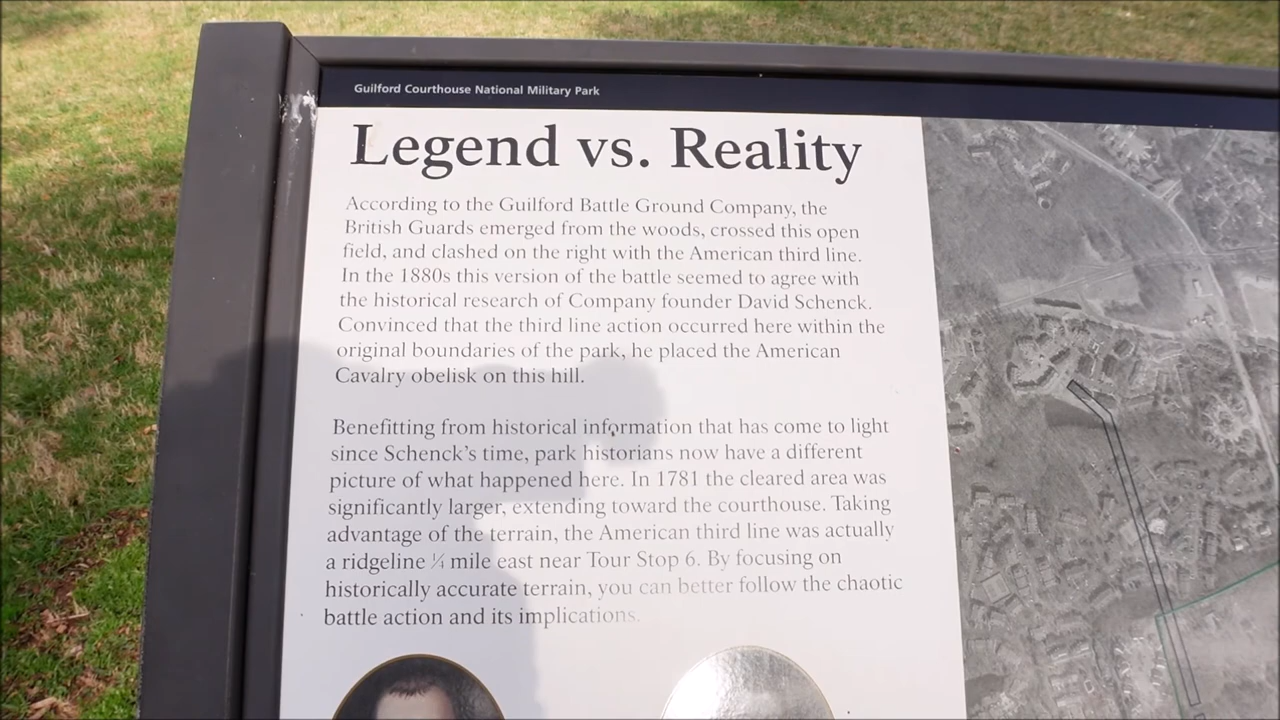 Guilford Courthouse National Military Park
Legend vs. Reality
According to the Guilford Battle Ground Company, the
British Guards emerged from the woods, crossed this open
field, and clashed on the right with the American third line.
In the 1880s this version of the battle seemed to agree with
the historical research of Company founder David Schenck.
Convinced that the third line action occurred here within the
original boundaries of the park, he placed the American
Cavalry obelisk on this hill.
Benefitting from historical information that has come to light
since Schenck's time, park historians now have a different
picture of what happened here. In 1781 the cleared area was
significantly larger, extending toward the courthouse. Taking
advantage of the terrain, the American third line was actually
a ridgeline ¼ mile east near Tour Stop 6. By focusing on
historically accurate terrain, you can better follow the chaotic
battle action and its implications.